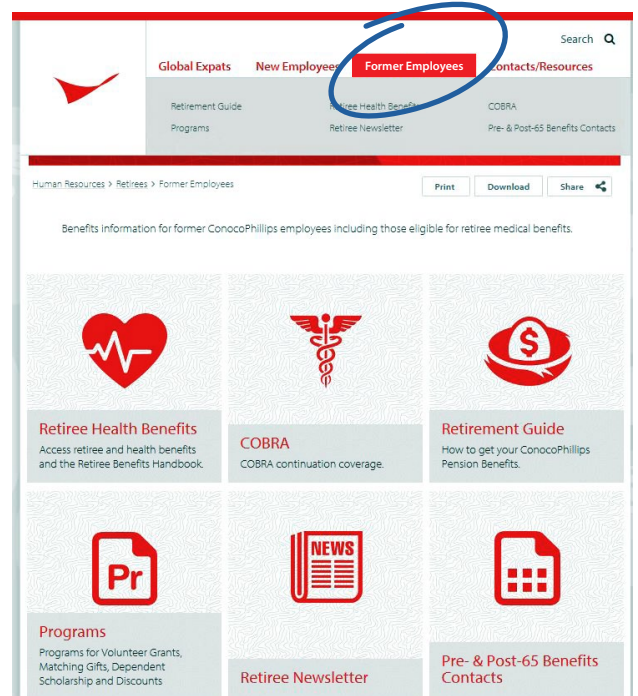 Search
Global Expats New Employees Former Employees Contacts/Resources
Retirement Guide Retiree Health Benefits COBRA
Programs Retiree Newsletter Pre- & Post-65 Benefits Contacts
Human Resources > Retirees > Former Employees
Print Download Share
Benefits information for former ConocoPhillips employees including those eligible for retiree medical benefits.
Retiree Health Benefits
Access retiree and health benefits
and the Retiree Benefits Handbook.
COBRA
COBRA continuation coverage.
$
Retirement Guide
How to get your ConocoPhillips
Pension Benefits.
Pr
Programs
Programs for Volunteer Grants,
Matching Gifts, Dependent
Scholarship and Discounts
NEWS
Retiree Newsletter
Pre- & Post-65 Benefits
Contacts